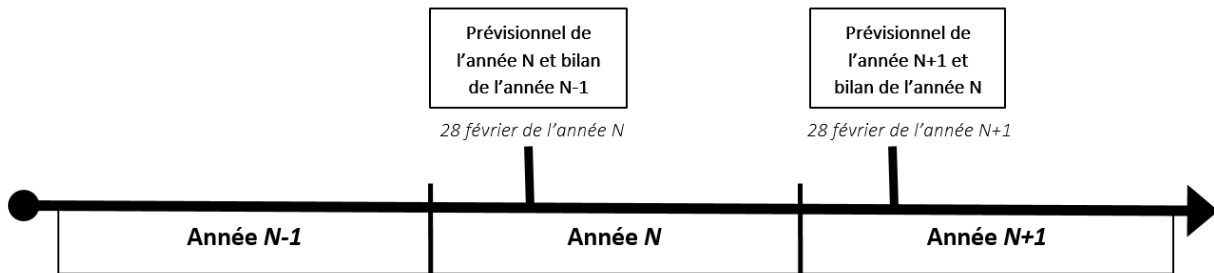 Prévisionnel de
l'année N et bilan
de l'année N-1
Prévisionnel de
l'année N+1 et
bilan de l'année N
28 février de l'année N
28 février de l'année N+1
Année N-1
Année N
Année N+1